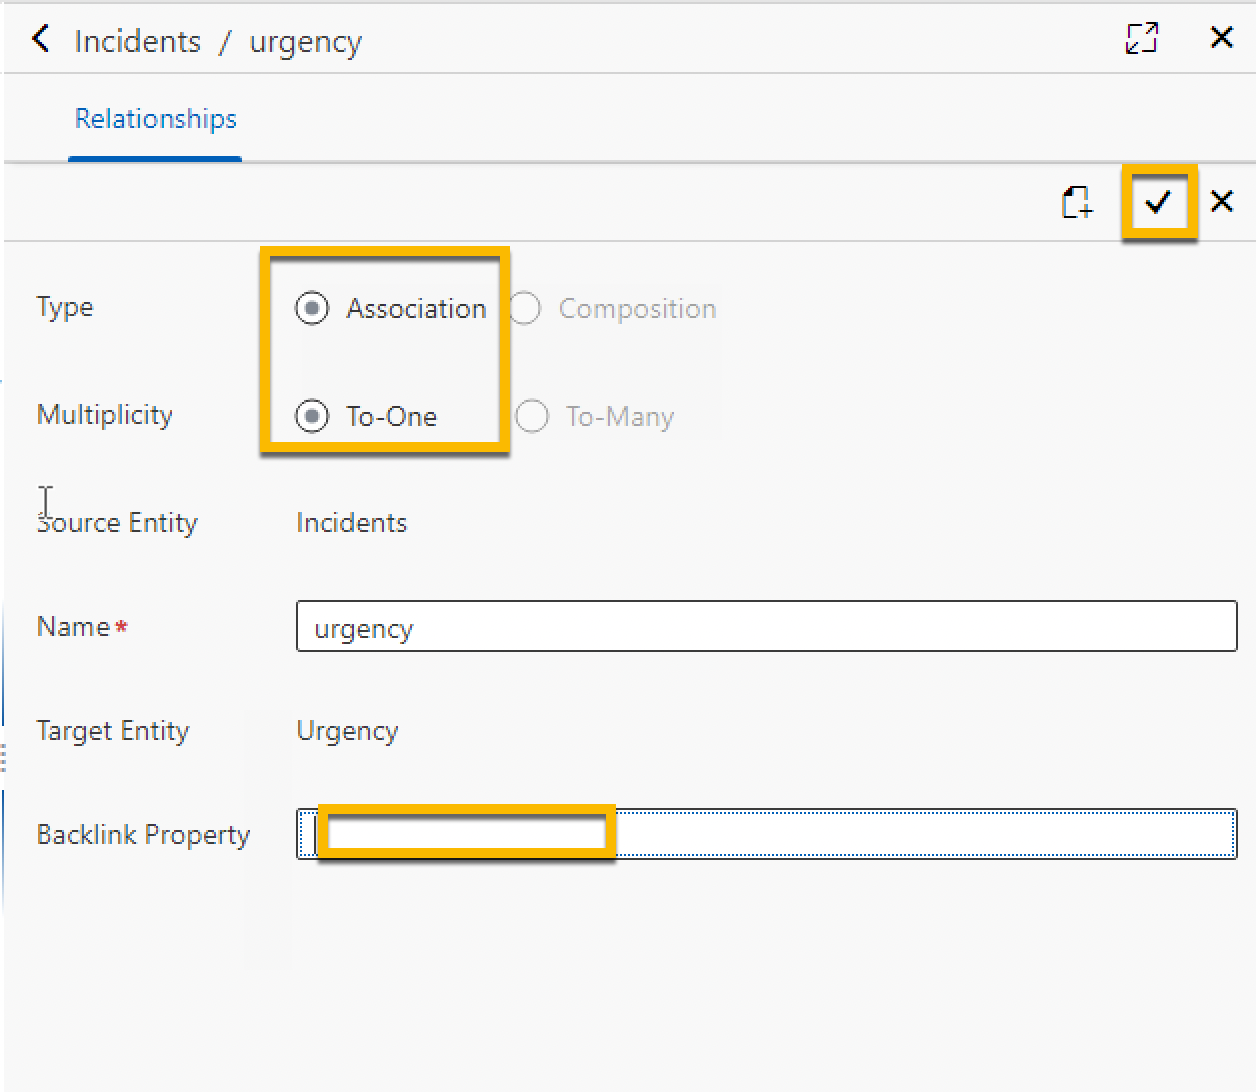 Incidents / urgency
Relationships
Type Association Composition
Multiplicity To-One To-Many
Source Entity Incidents
Name* urgency
Target Entity Urgency
Backlink Property